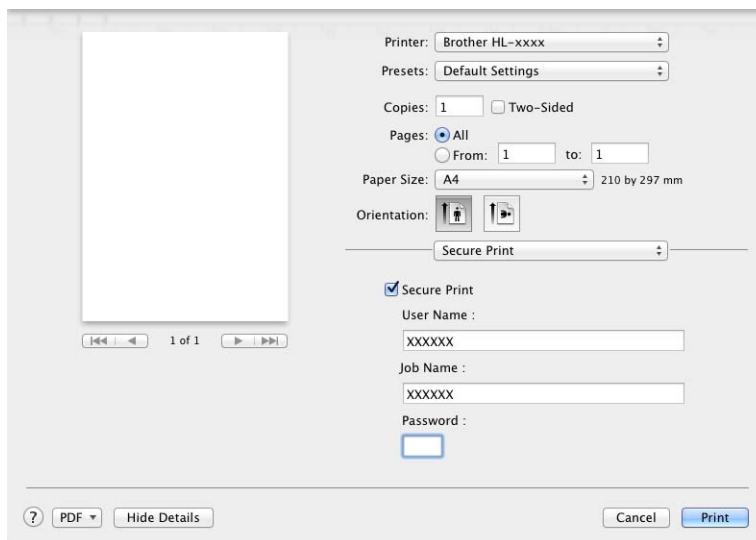 Printer: Brother HL-xxxx
Presets: Default Settings
Copies: 1 Two-Sided
Pages: All
From: 1 to: 1
Paper Size: A4 210 by 297 mm
Orientation:
Secure Print
Secure Print
User Name :
XXXXXX
Job Name :
XXXXXX
Password :
1 of 1
? PDF Hide Details Cancel Print